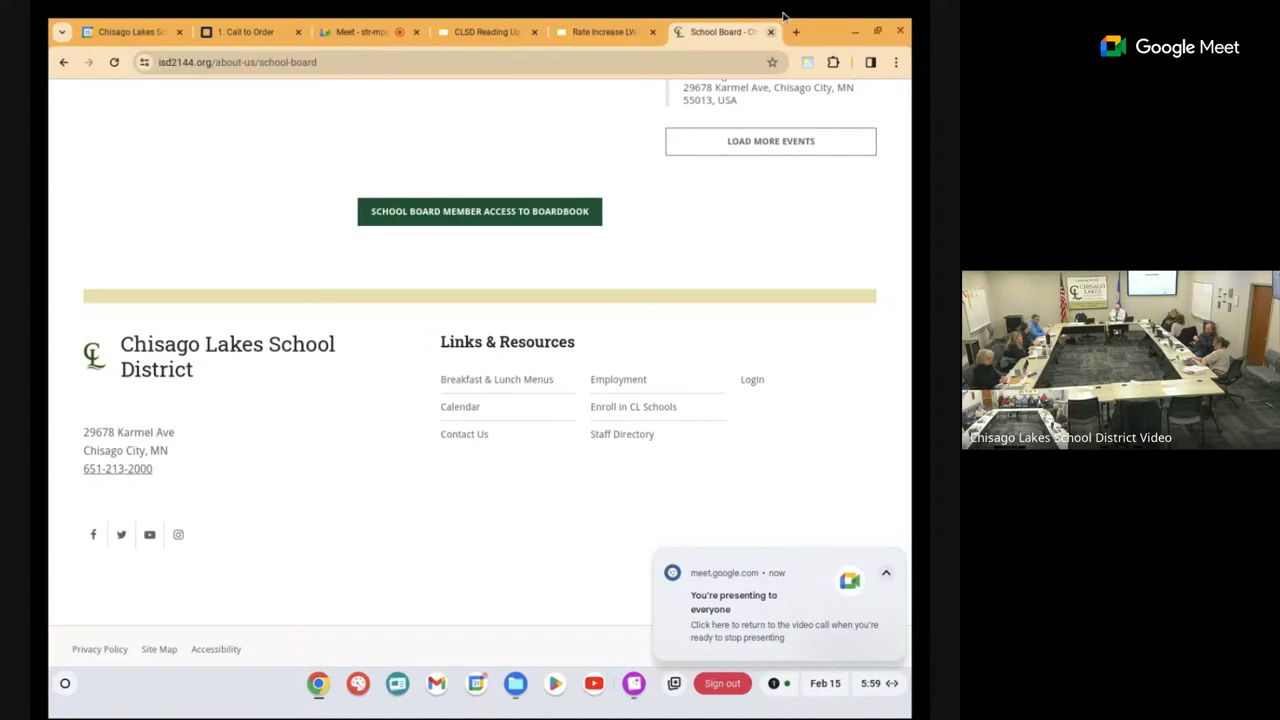 Chisago Lakes Sc
1. Call to Order
Meet - str-mp
CLSD Reading Up
Rate Increase LW
School Board - Ch
isd2144.org/about-us/school-board
Google Meet
29678 Karmel Ave, Chisago City, MN
55013, USA
LOAD MORE EVENTS
SCHOOL BOARD MEMBER ACCESS TO BOARDBOOK
Chisago Lakes School
District
29678 Karmel Ave
Chisago City, MN
651-213-2000
Links & Resources
Breakfast & Lunch Menus
Employment
Login
Calendar
Enroll in CL Schools
Contact Us
Staff Directory
CHISAGO
LAKES
Chisago Lakes School District Video
meet.google.com • now
You're presenting to
everyone
Click here to return to the video call when you're
ready to stop presenting
Privacy Policy
Site Map
Accessibility
Sign out
1
Feb 15
5:59